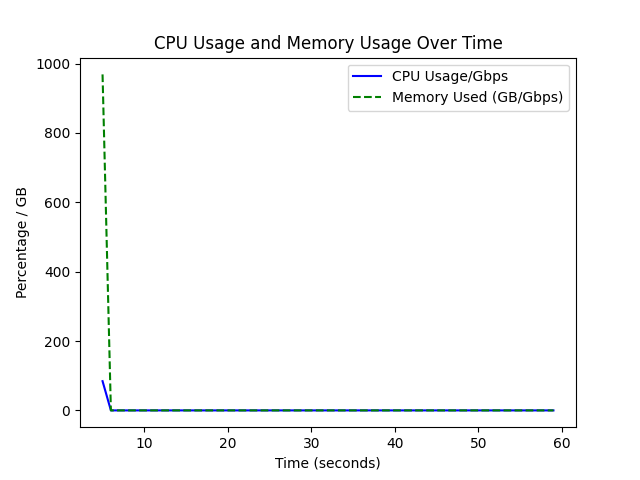 CPU Usage and Memory Usage Over Time
CPU Usage/Gbps
Memory Used (GB/Gbps)
Percentage / GB
1000
800
600
400
200
0
10
20
30
40
50
60
Time (seconds)